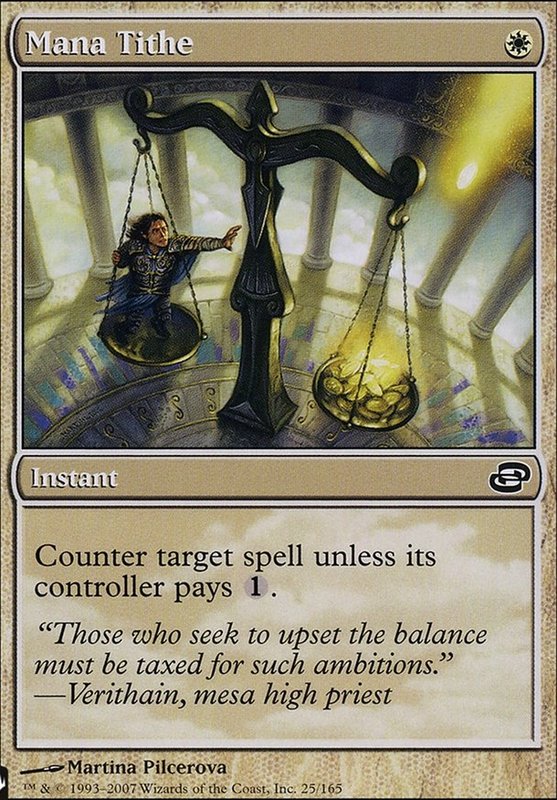 Mana Tithe
Instant
Counter target spell unless its
controller pays 1.
“Those who seek to upset the balance
must be taxed for such ambitions.”
—Verithain, mesa high priest
Martina Pilcerova
™ & © 1993–2007 Wizards of the Coast, Inc. 25/165